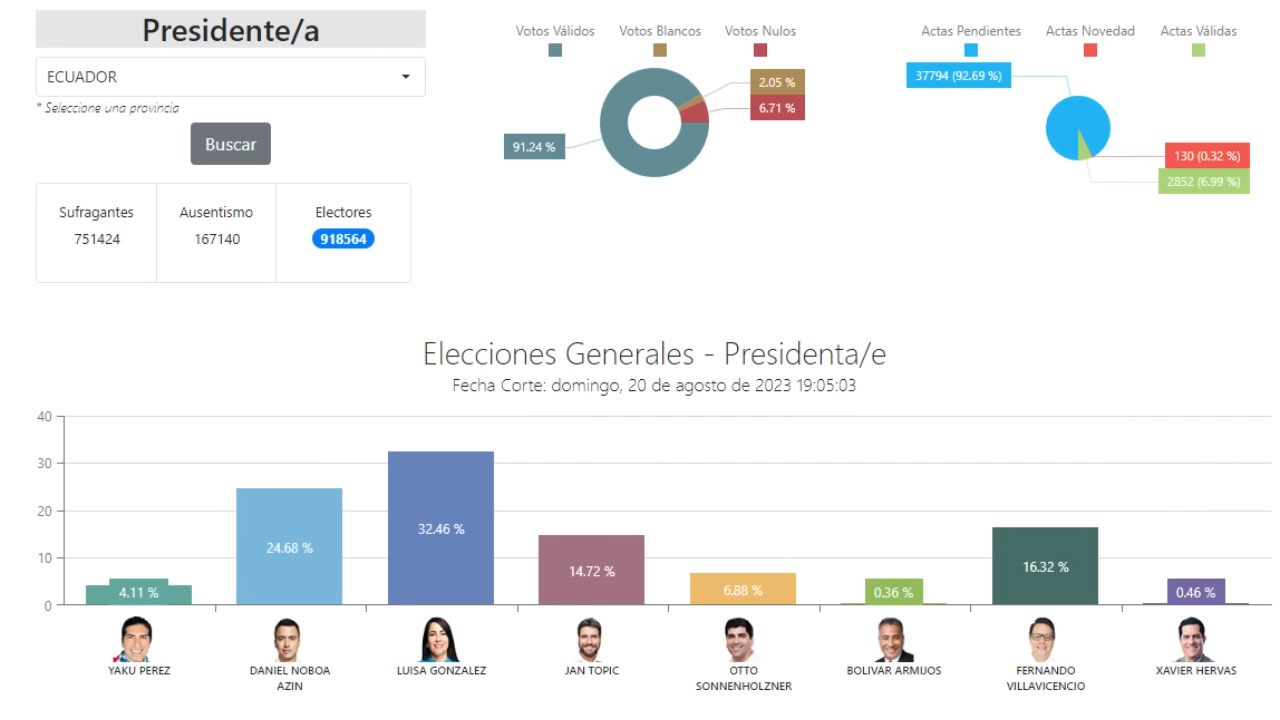 Presidente/a
ECUADOR
* Seleccione una provincia
Buscar
Sufragantes
751424
Ausentismo
167140
Electores
918564
Votos Válidos
Votos Blancos
Votos Nulos
2.05 %
6.71 %
91.24 %
Actas Pendientes
Actas Novedad
Actas Válidas
37794 (92.69 %)
130 (0.32 %)
2852 (6.99 %)
Elecciones Generales - Presidenta/e
Fecha Corte: domingo, 20 de agosto de 2023 19:05:03
40
30
20
10
0
4.11 %
24.68 %
32.46 %
14.72 %
6.88 %
0.36 %
16.32 %
0.46 %
YAKU PEREZ
DANIEL NOBOA
AZIN
LUISA GONZALEZ
JAN TOPIC
OTTO
SONNENHOLZNER
BOLIVAR ARMIJOS
FERNANDO
VILLAVICENCIO
XAVIER HERVAS